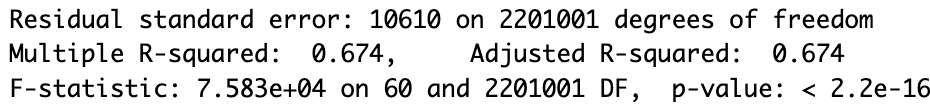 Residual standard error: 10610 on 2201001 degrees of freedom
Multiple R-squared:  0.674,     Adjusted R-squared:  0.674
F-statistic: 7.583e+04 on 60 and 2201001 DF,  p-value: < 2.2e-16